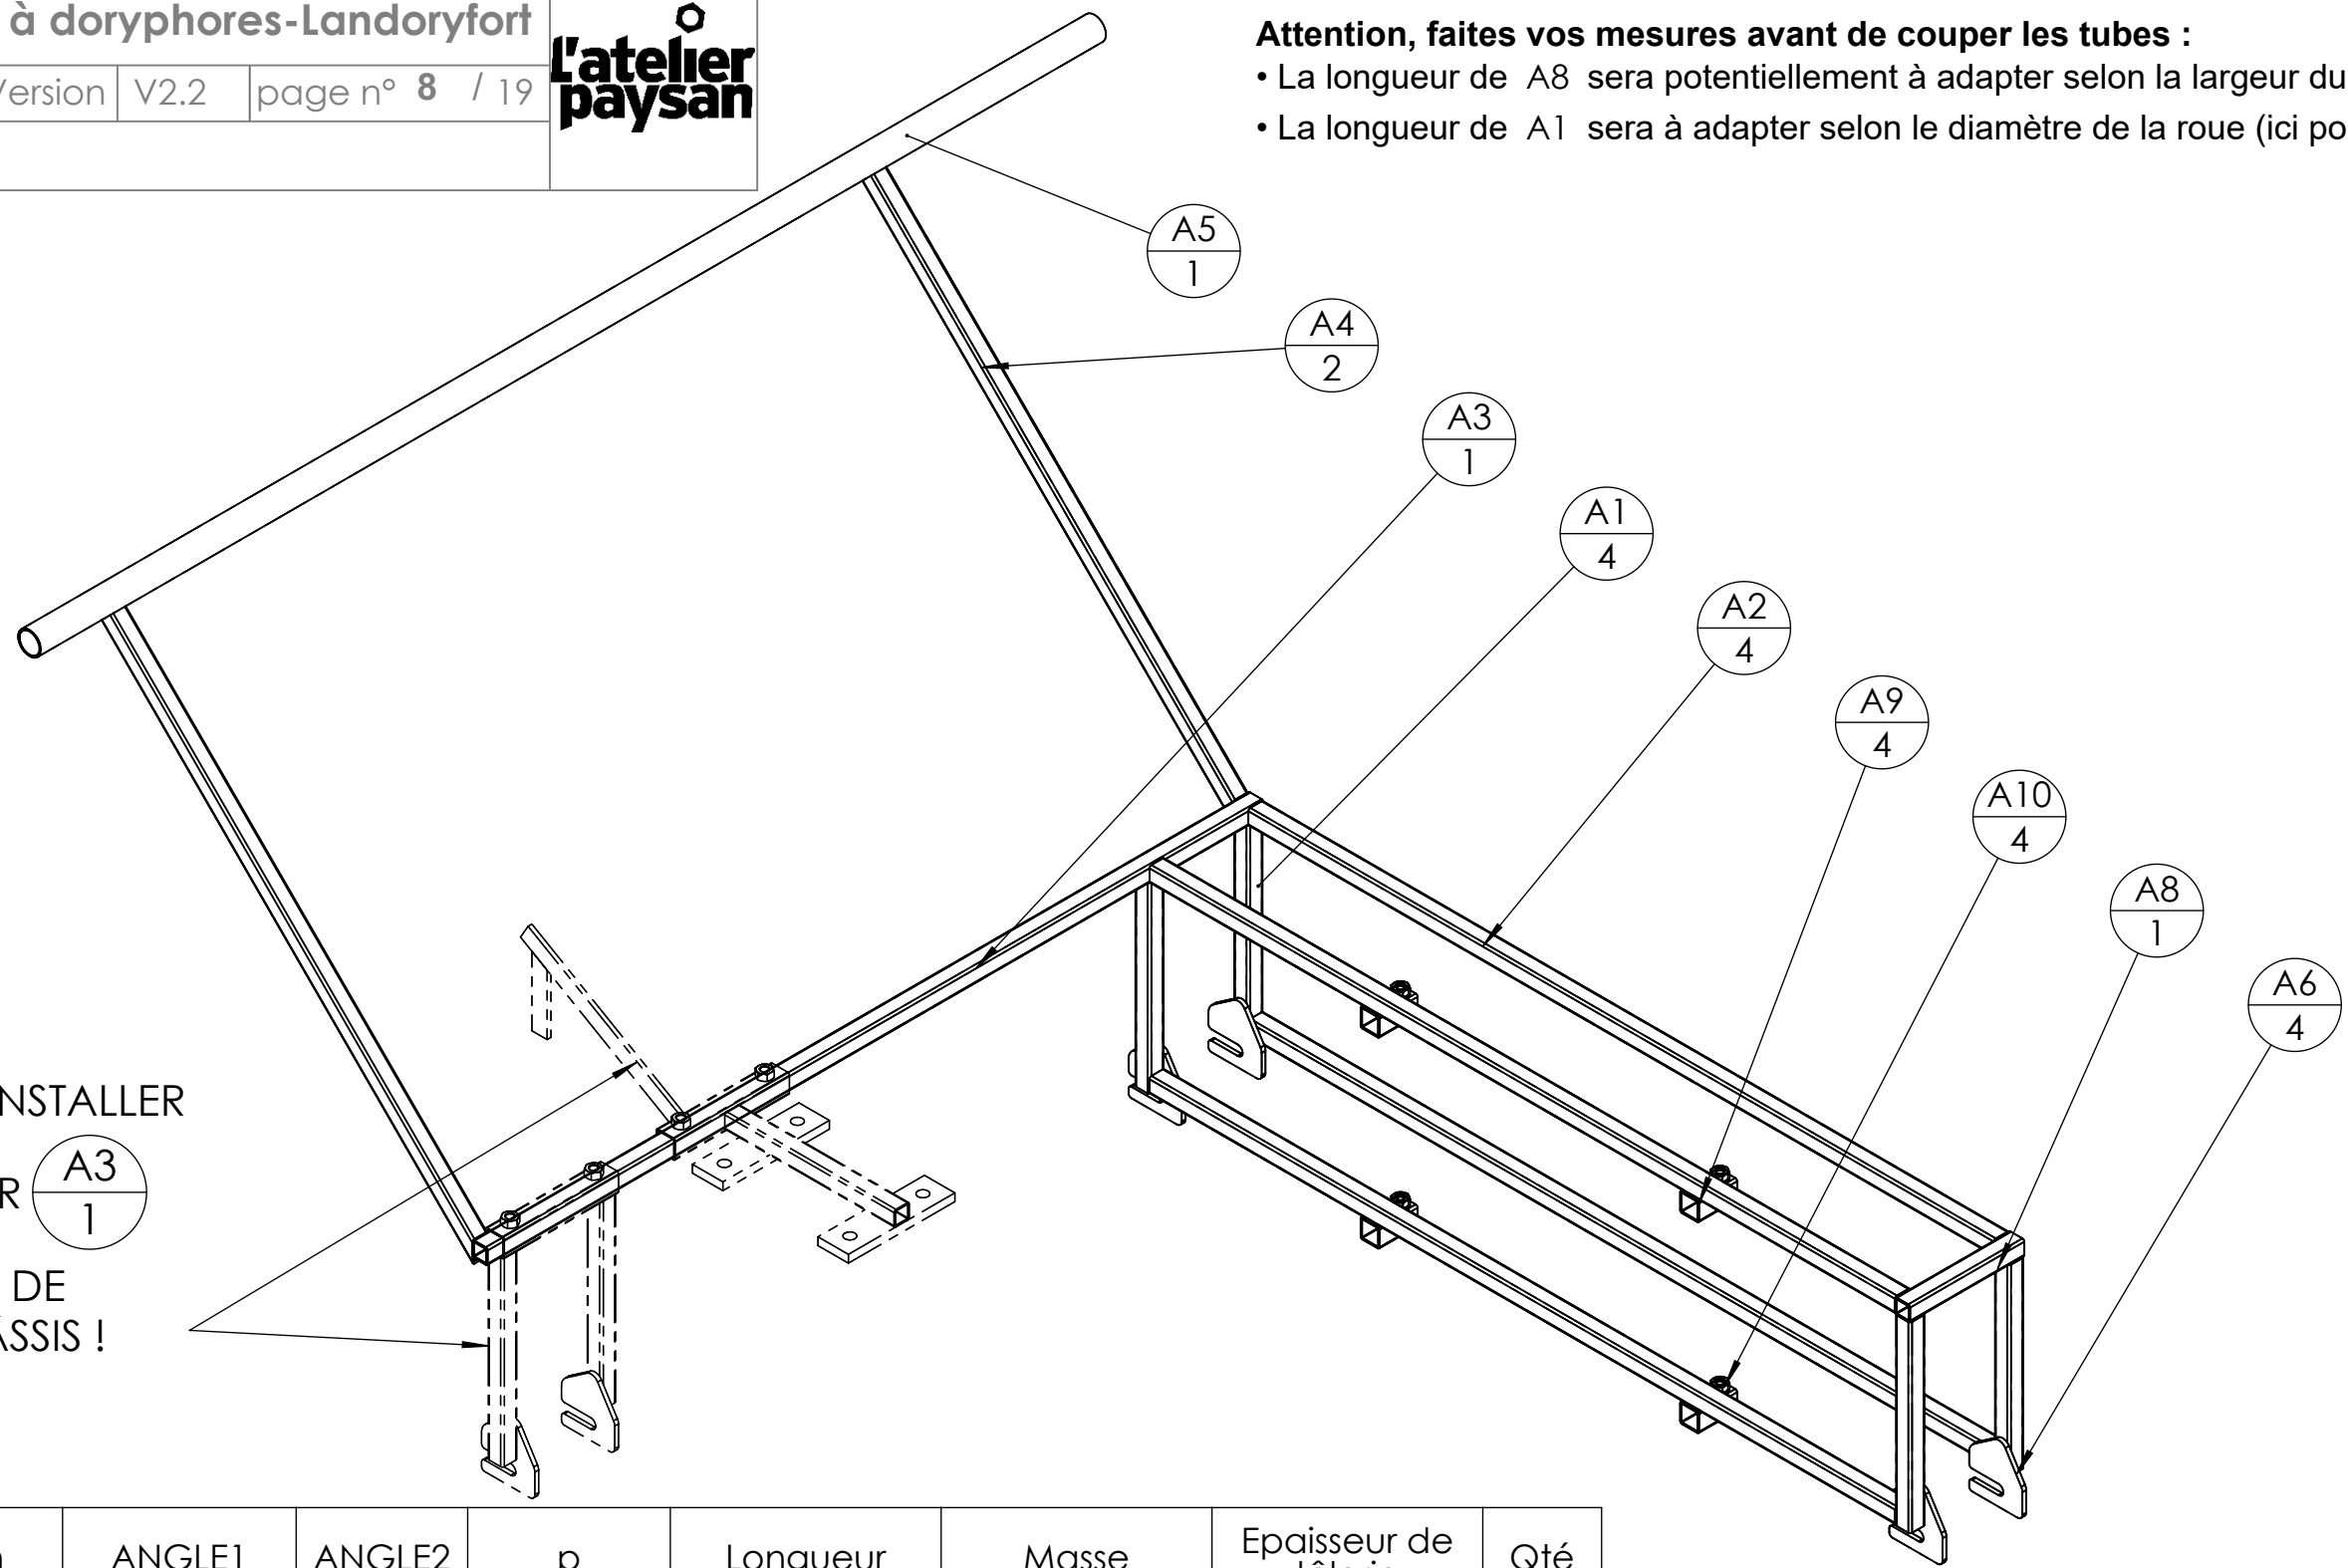 à doryphores-Landoryfort
Version V2.2 page n° 8 / 19
L'atelier
paysan
Attention, faites vos mesures avant de couper les tubes :
• La longueur de A8 sera potentiellement à adapter selon la largeur du
• La longueur de A1 sera à adapter selon le diamètre de la roue (ici po
A5
1
A4
2
A3
1
A1
4
A2
4
A9
4
A10
4
A8
1
A6
4
NSTALLER
R A3
1
DE
ÂSSIS !
ANGLE1 ANGLE2 p Longueur Masse Epaisseur de Qté